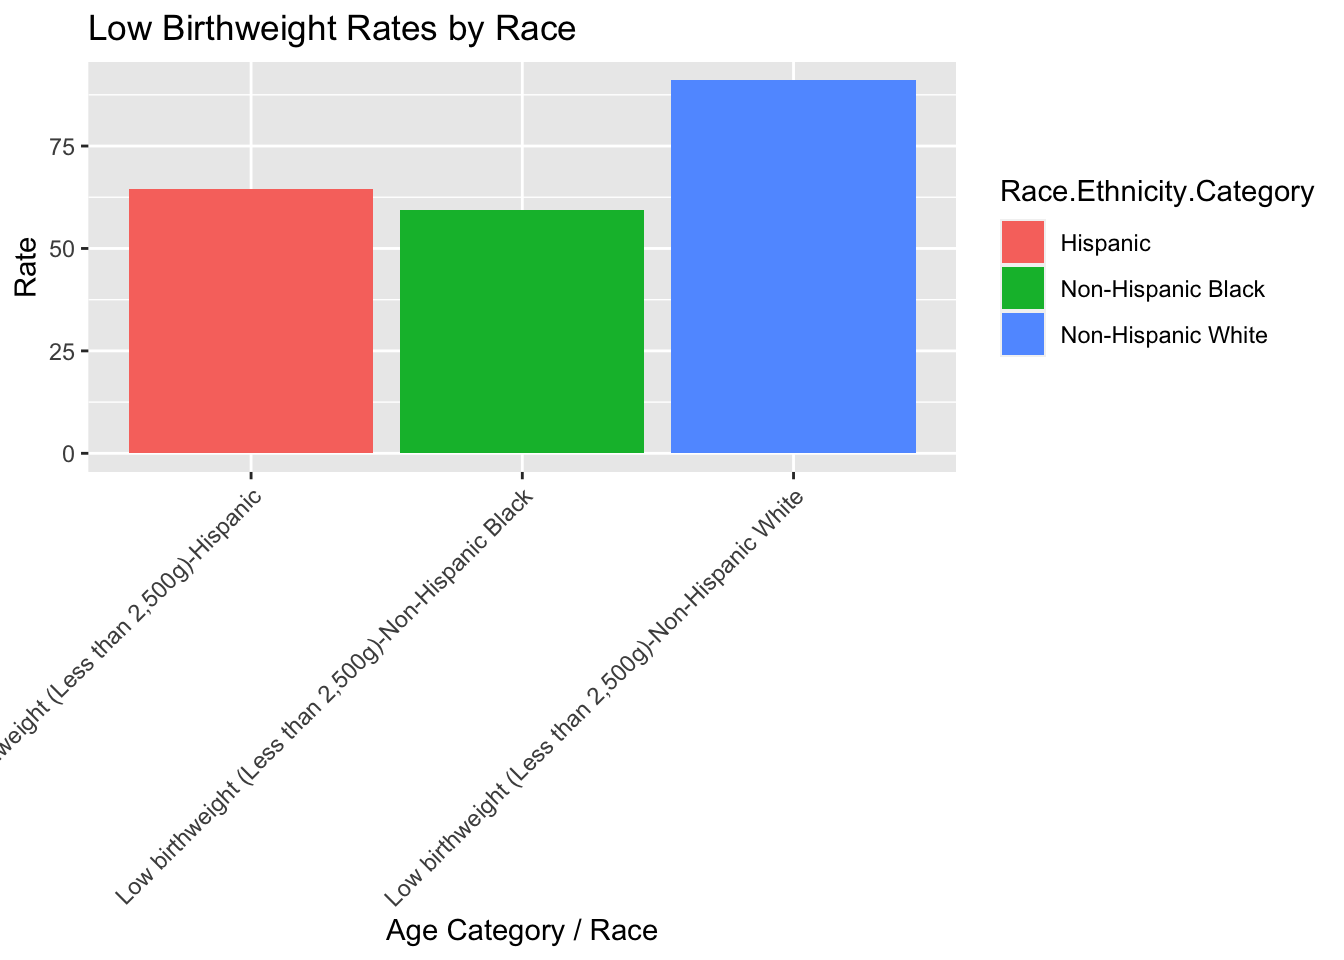 Low Birthweight Rates by Race
Rate
75
50
25
0
(Less than 2,500g)-Hispanic
Low birthweight (Less than 2,500g)-Non-Hispanic Black
Low birthweight (Less than 2,500g)-Non-Hispanic White
Age Category / Race
Race.Ethnicity.Category
Hispanic
Non-Hispanic Black
Non-Hispanic White